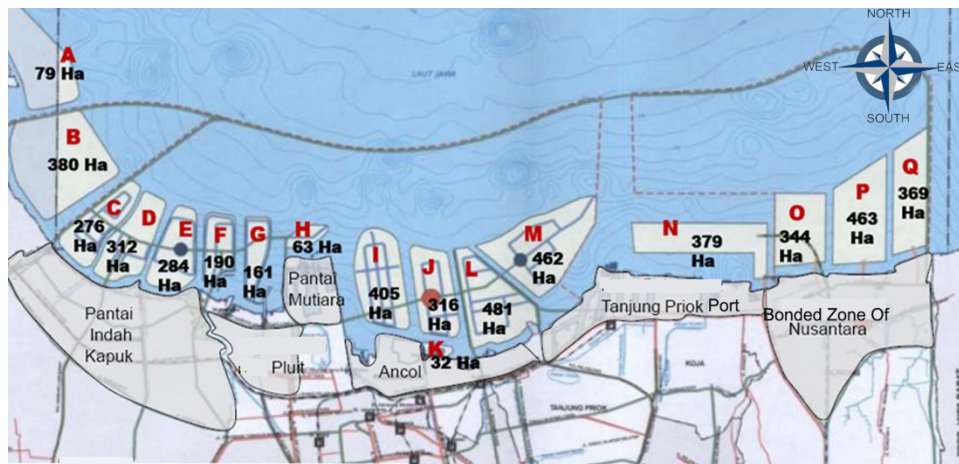 NORTH
WEST
EAS
SOUTH
LAUT JAWA
A
79 Ha
B
380 Ha
C
276
Ha
D
312
Ha
E
284
Ha
F
190
Ha
G
161
Ha
H
63 Ha
I
405
Ha
J
316
Ha
K
32 Ha
L
481
Ha
M
462
Ha
N
379
Ha
O
344
Ha
P
463
Ha
Q
369
Ha
Pantai
Indah
Kapuk
Pluit
Pantai
Mutiara
Ancol
Tanjung Priok Port
Bonded Zone Of
Nusantara
KOJA
TANJUNG PRIOK